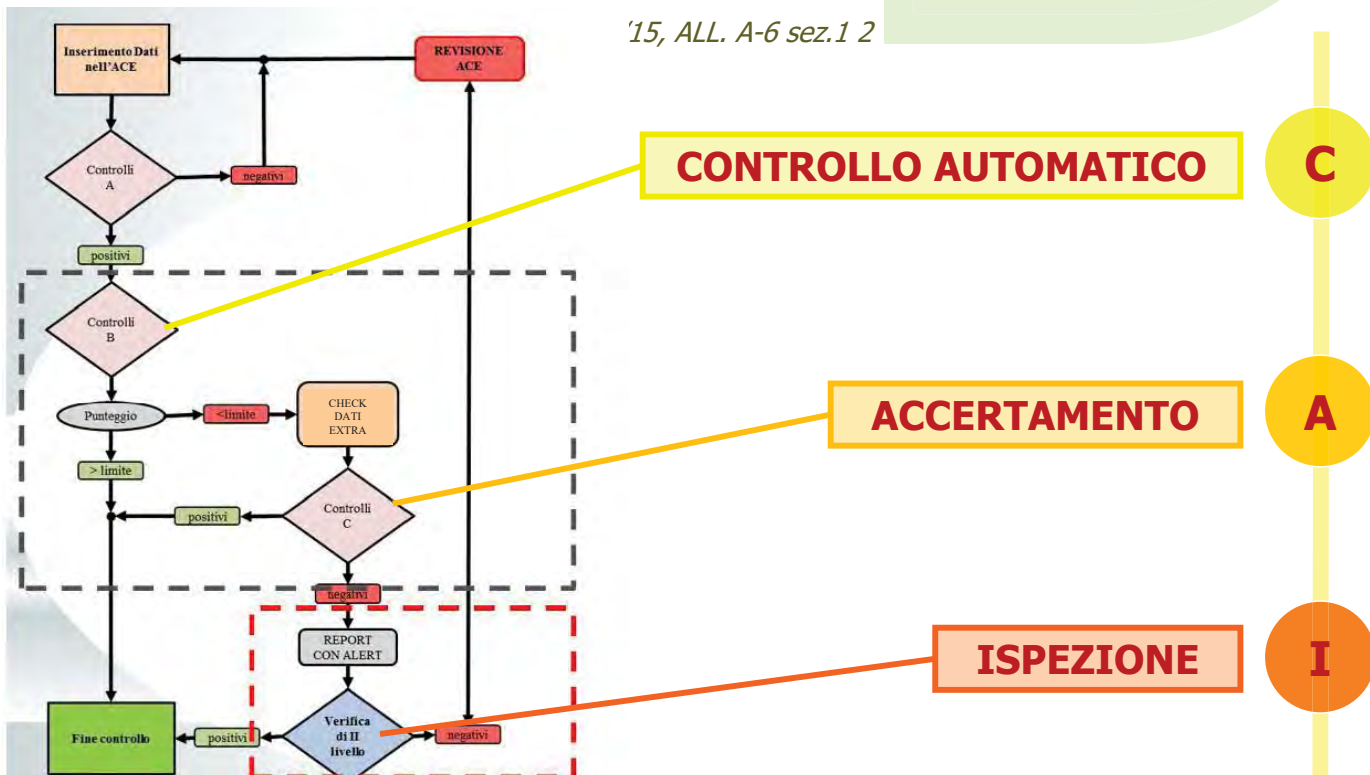 '15, ALL. A-6 sez.1 2
Inserimento Dati
nell'ACE
REVISIONE
ACE
Controlli
A
negativi
positivi
CONTROLLO AUTOMATICO
C
Controlli
B
Punteggio
<limite
CHECK
DATI
EXTRA
ACCERTAMENTO
A
> limite
positivi
Controlli
C
negativi
REPORT
CON ALERT
ISPEZIONE
I
Fine controllo
positivi
Verifica
di II
livello
negativi